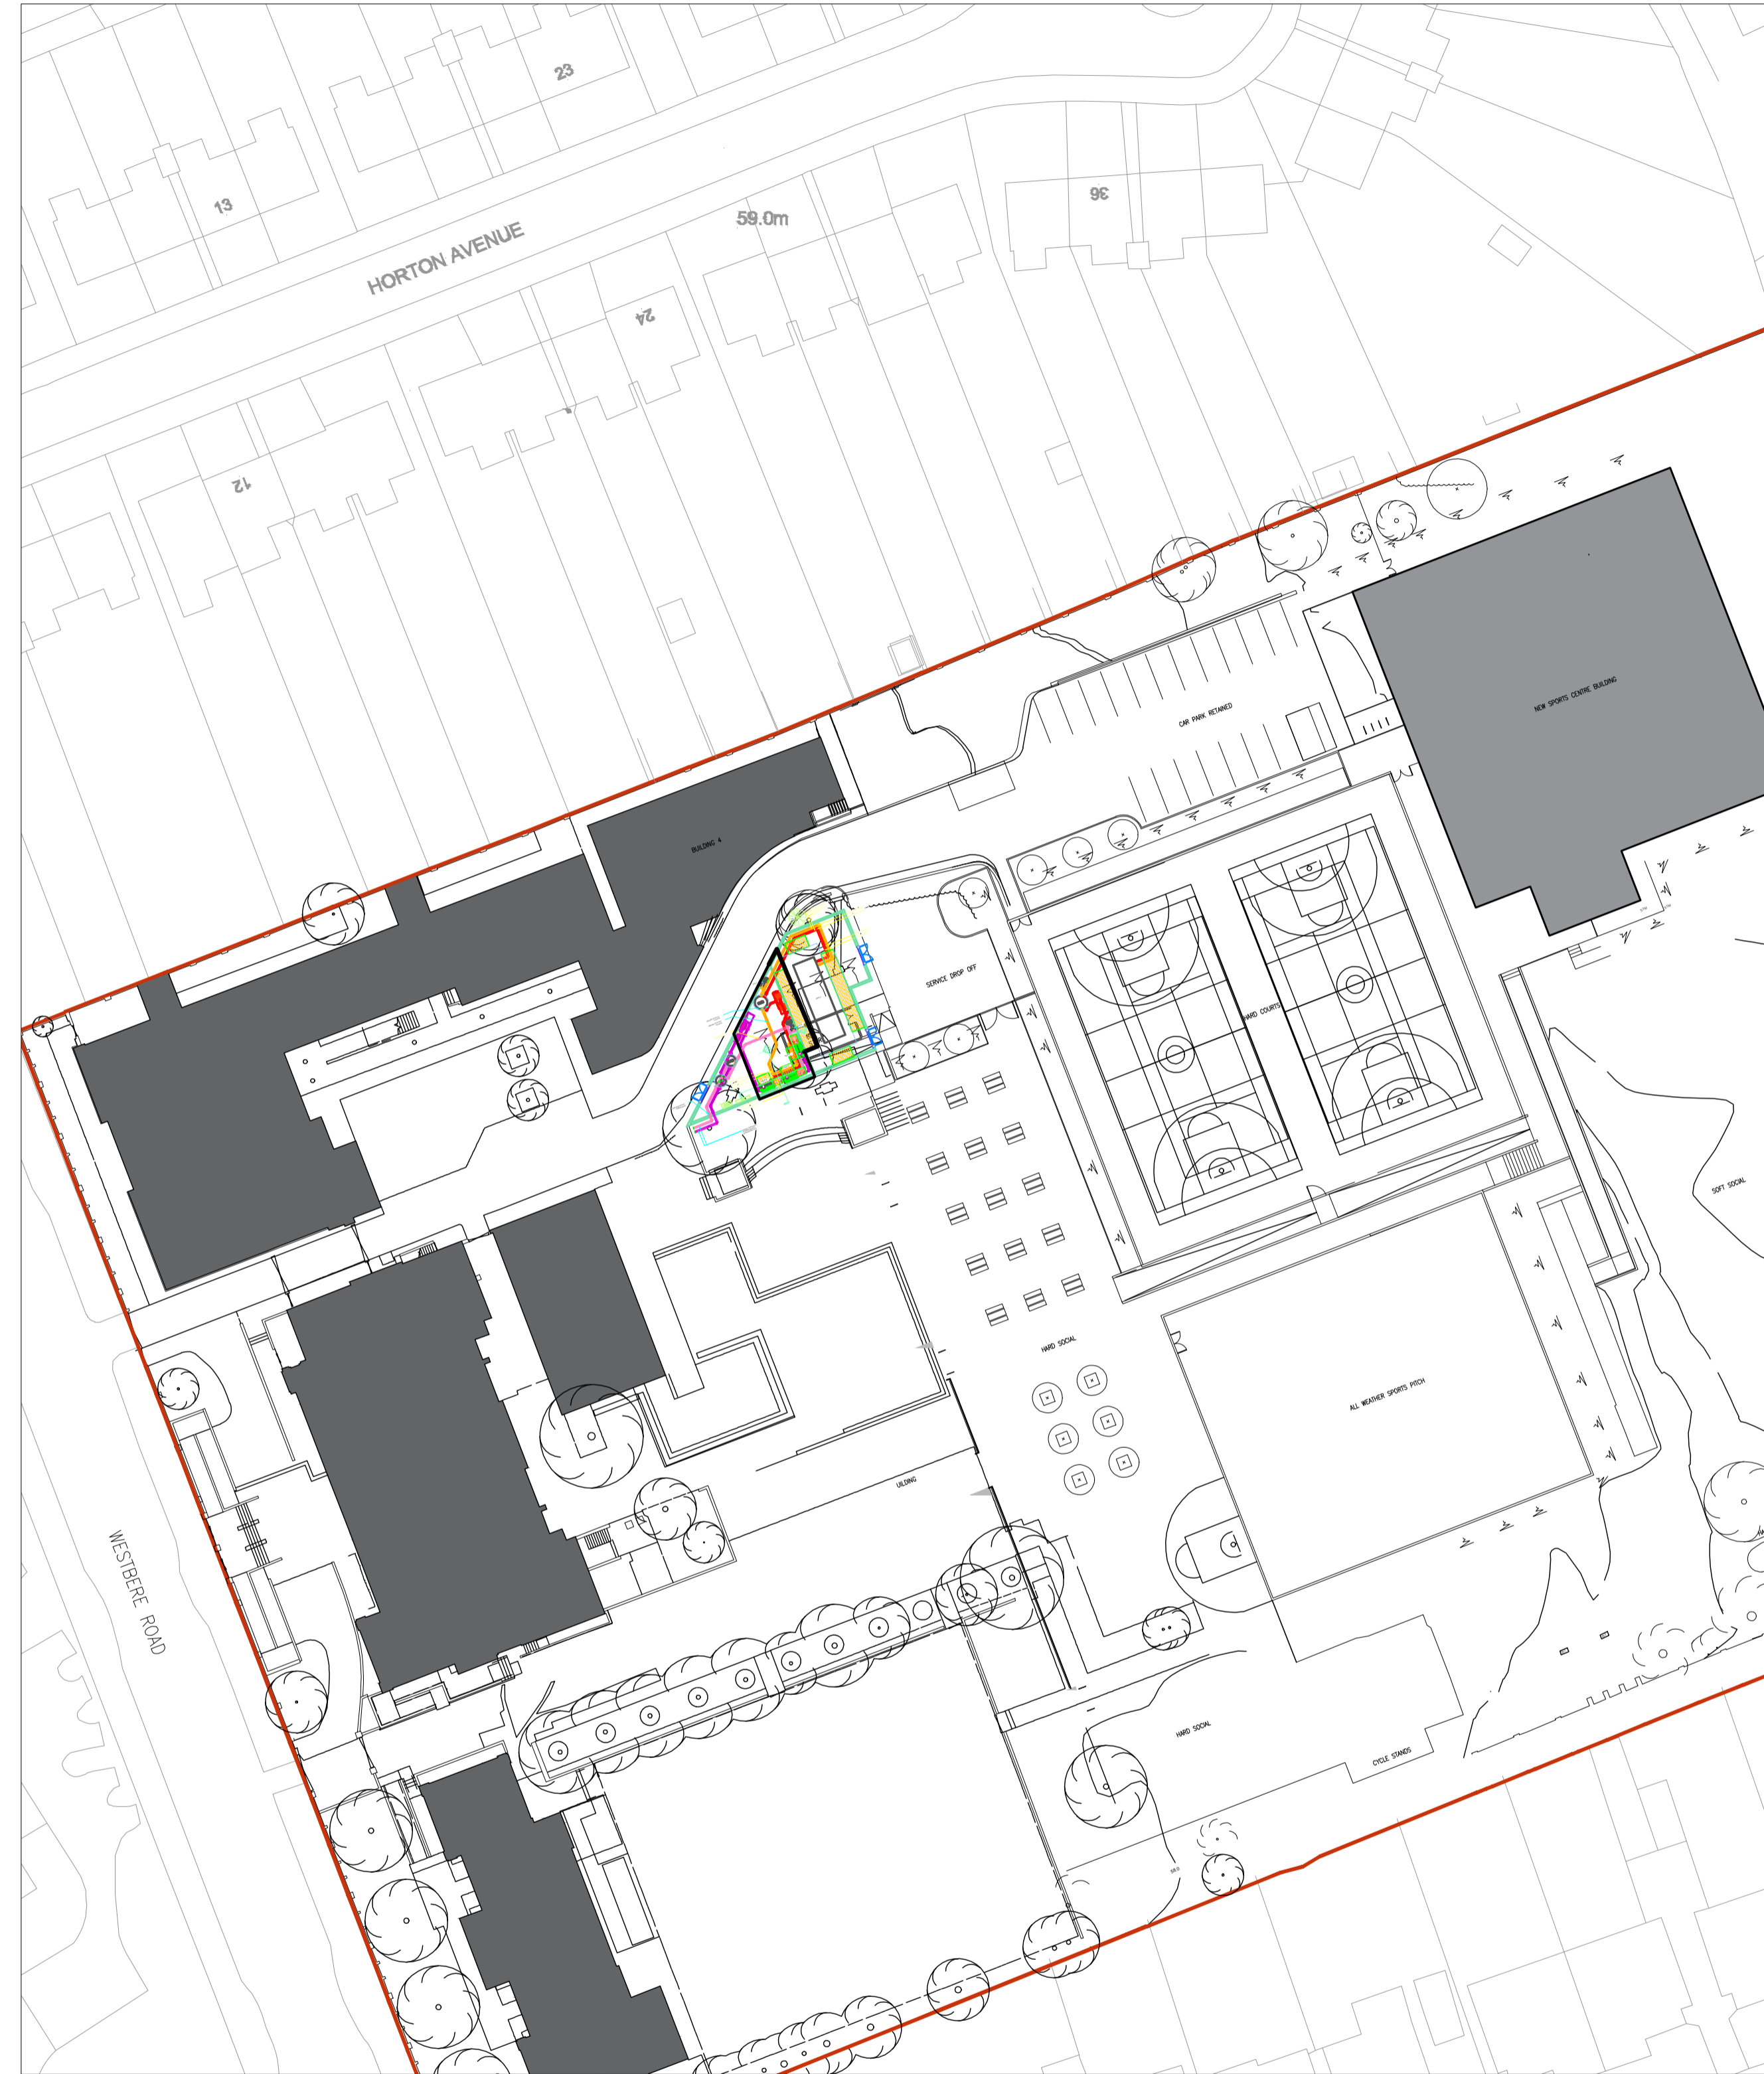 23
13
36
59.0m
HORTON AVENUE
24
12
NEW SPORTS CENTRE BUILDING
CAR PARK RETAINED
BUILDING 4
SERVICE DROP OFF
HARD COURTS
SOFT SOCIAL
HARD SOCIAL
ALL WEATHER SPORTS PITCH
UILDING
WESTBERE ROAD
HARD SOCIAL
CYCLE STANDS